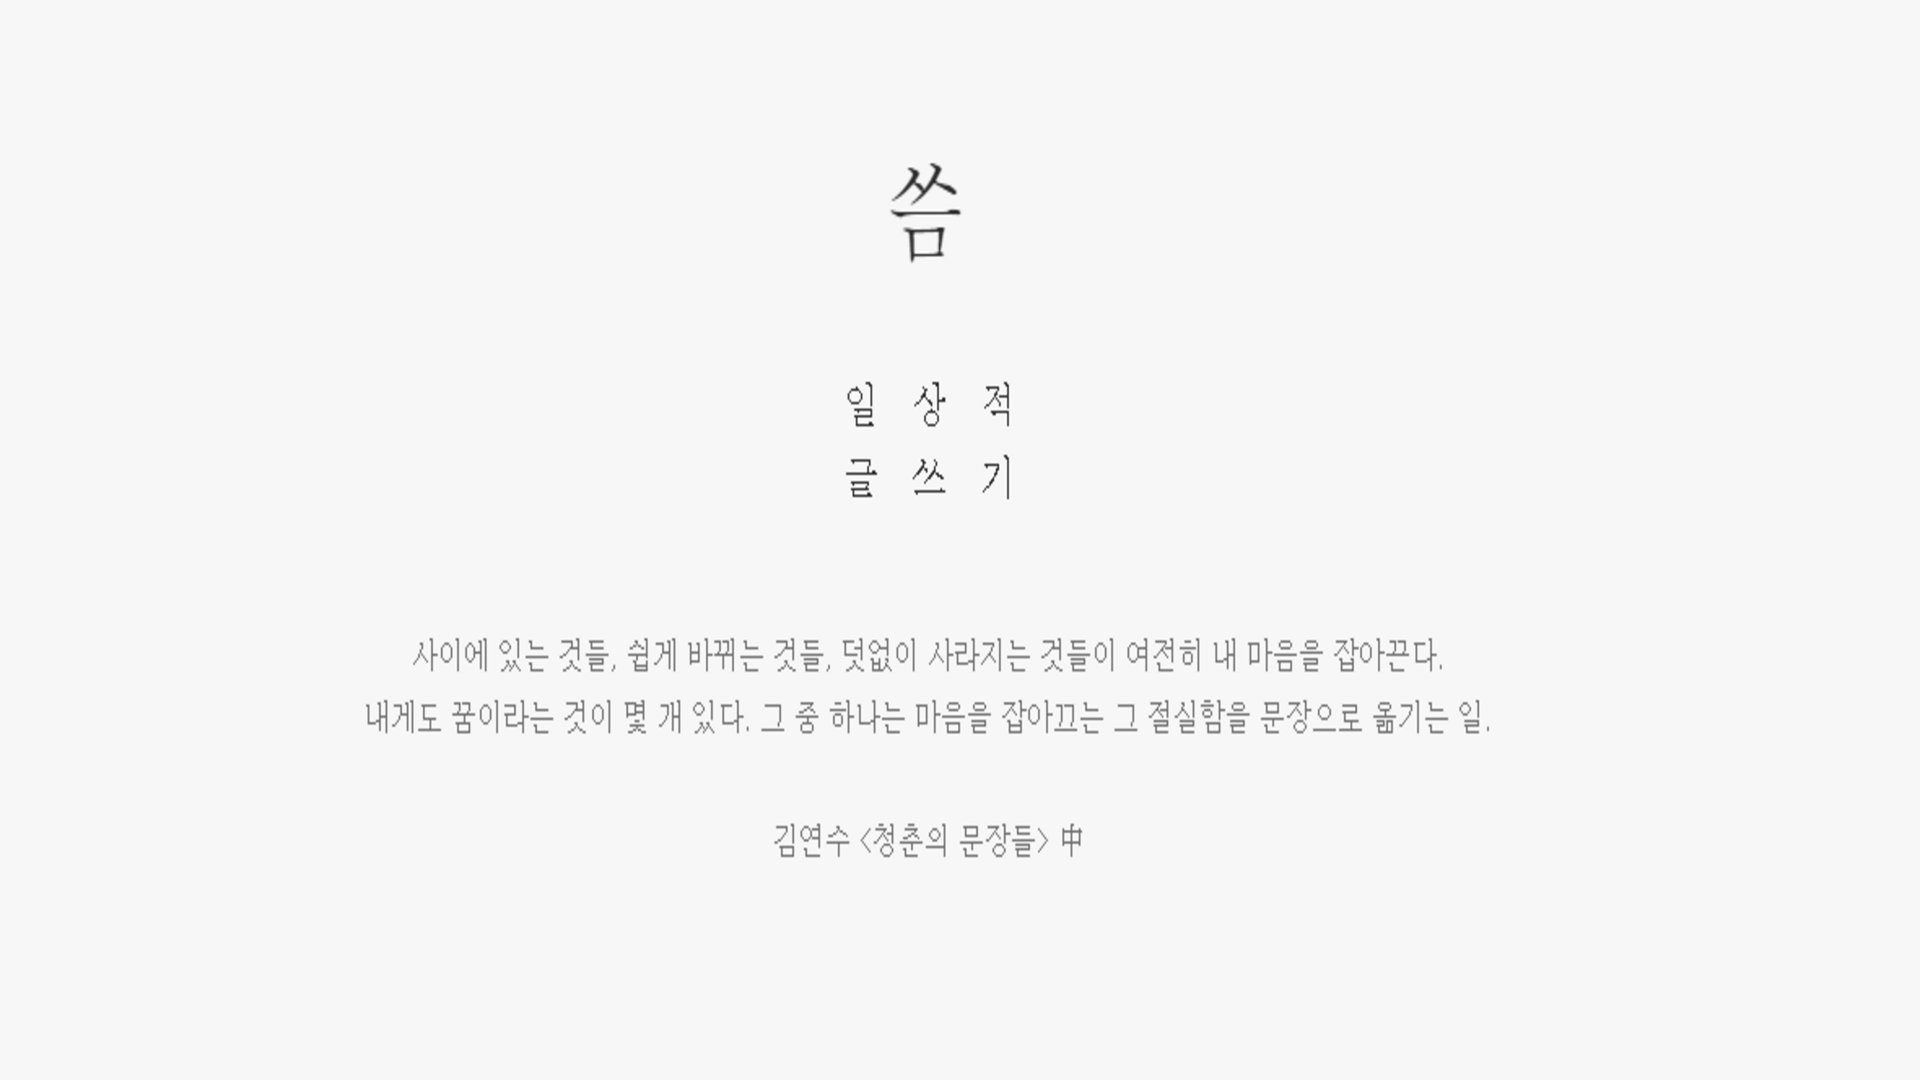 씀
일 상 적
글 쓰 기
사이에 있는 것들, 쉽게 바뀌는 것들, 덧없이 사라지는 것들이 여전히 내 마음을 잡아끈다.
내게도 꿈이라는 것이 몇 개 있다. 그 중 하나는 마음을 잡아끄는 그 절실함을 문장으로 옮기는 일.
김연수 <청춘의 문장들> 中